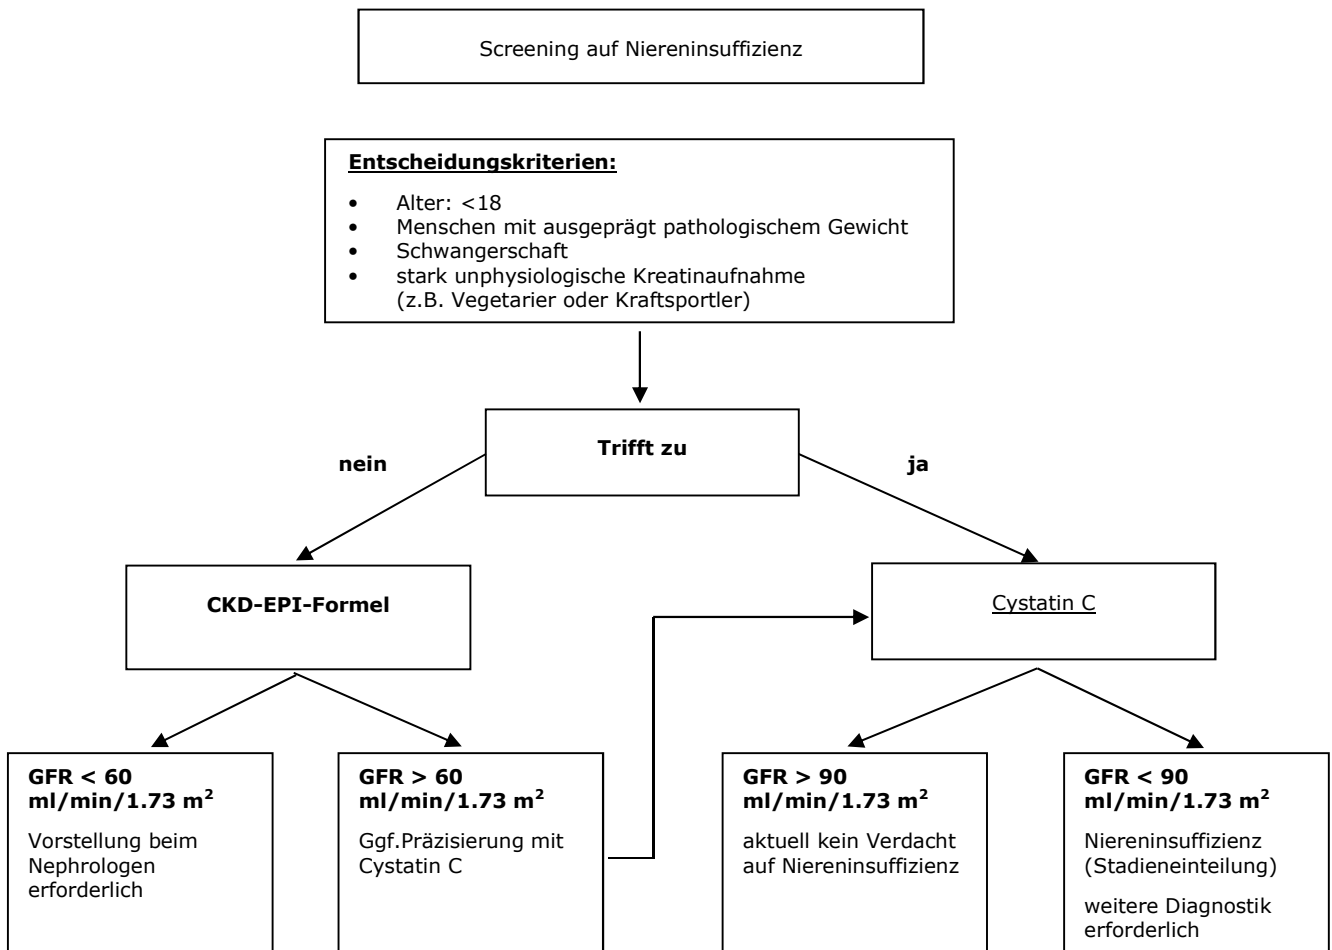 Screening auf Niereninsuffizienz
Entscheidungskriterien:
• Alter: <18
• Menschen mit ausgeprägt pathologischem Gewicht
• Schwangerschaft
• stark unphysiologische Kreatinaufnahme
(z.B. Vegetarier oder Kraftsportler)
Trifft zu
nein
ja
CKD-EPI-Formel
Cystatin C
GFR < 60
ml/min/1.73 m²
Vorstellung beim
Nephrologen
erforderlich
GFR > 60
ml/min/1.73 m²
Ggf.Präzisierung mit
Cystatin C
GFR > 90
ml/min/1.73 m²
aktuell kein Verdacht
auf Niereninsuffizienz
GFR < 90
ml/min/1.73 m²
Niereninsuffizienz
(Stadieneinteilung)
weitere Diagnostik
erforderlich